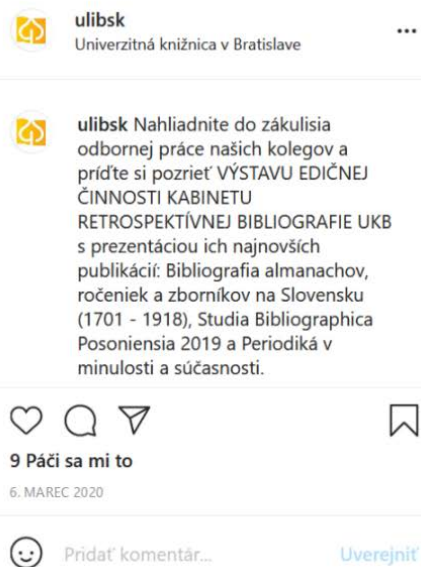 ulibsk
Univerzitná knižnica v Bratislave
ulibsk Nahliadnite do zákulisia
odbornej práce našich kolegov a
príďte si pozrieť VÝSTAVU EDIČNEJ
ČINNOSTI KABINETU
RETROSPEKTÍVNEJ BIBLIOGRAFIE UKB
s prezentáciou ich najnovších
publikácií: Bibliografia almanachov,
ročeniek a zborníkov na Slovensku
(1701 - 1918), Studia Bibliographica
Posoniensia 2019 a Periodiká v
minulosti a súčasnosti.
9 Páči sa mi to
6. MAREC 2020
Pridať komentár... Uverejniť